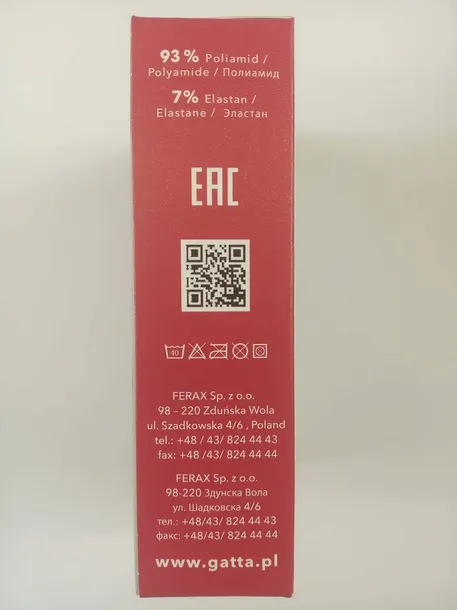 93% Poliamid /
Polyamide / Полиамид
7% Elastan /
Elastane / Эластан
EAC
40
FERAX Sp. z o.o.
98 - 220 Zduńska Wola
ul. Szadkowska 4/6 , Poland
tel.: +48 / 43/ 824 44 43
fax: +48 /43/ 824 44 44
FERAX Sp. z o.o.
98-220 Здунска Вола
ул. Шадковска 4/6
тел.: +48/43/ 824 44 43
факс: +48/43/ 824 44 44
www.gatta.pl